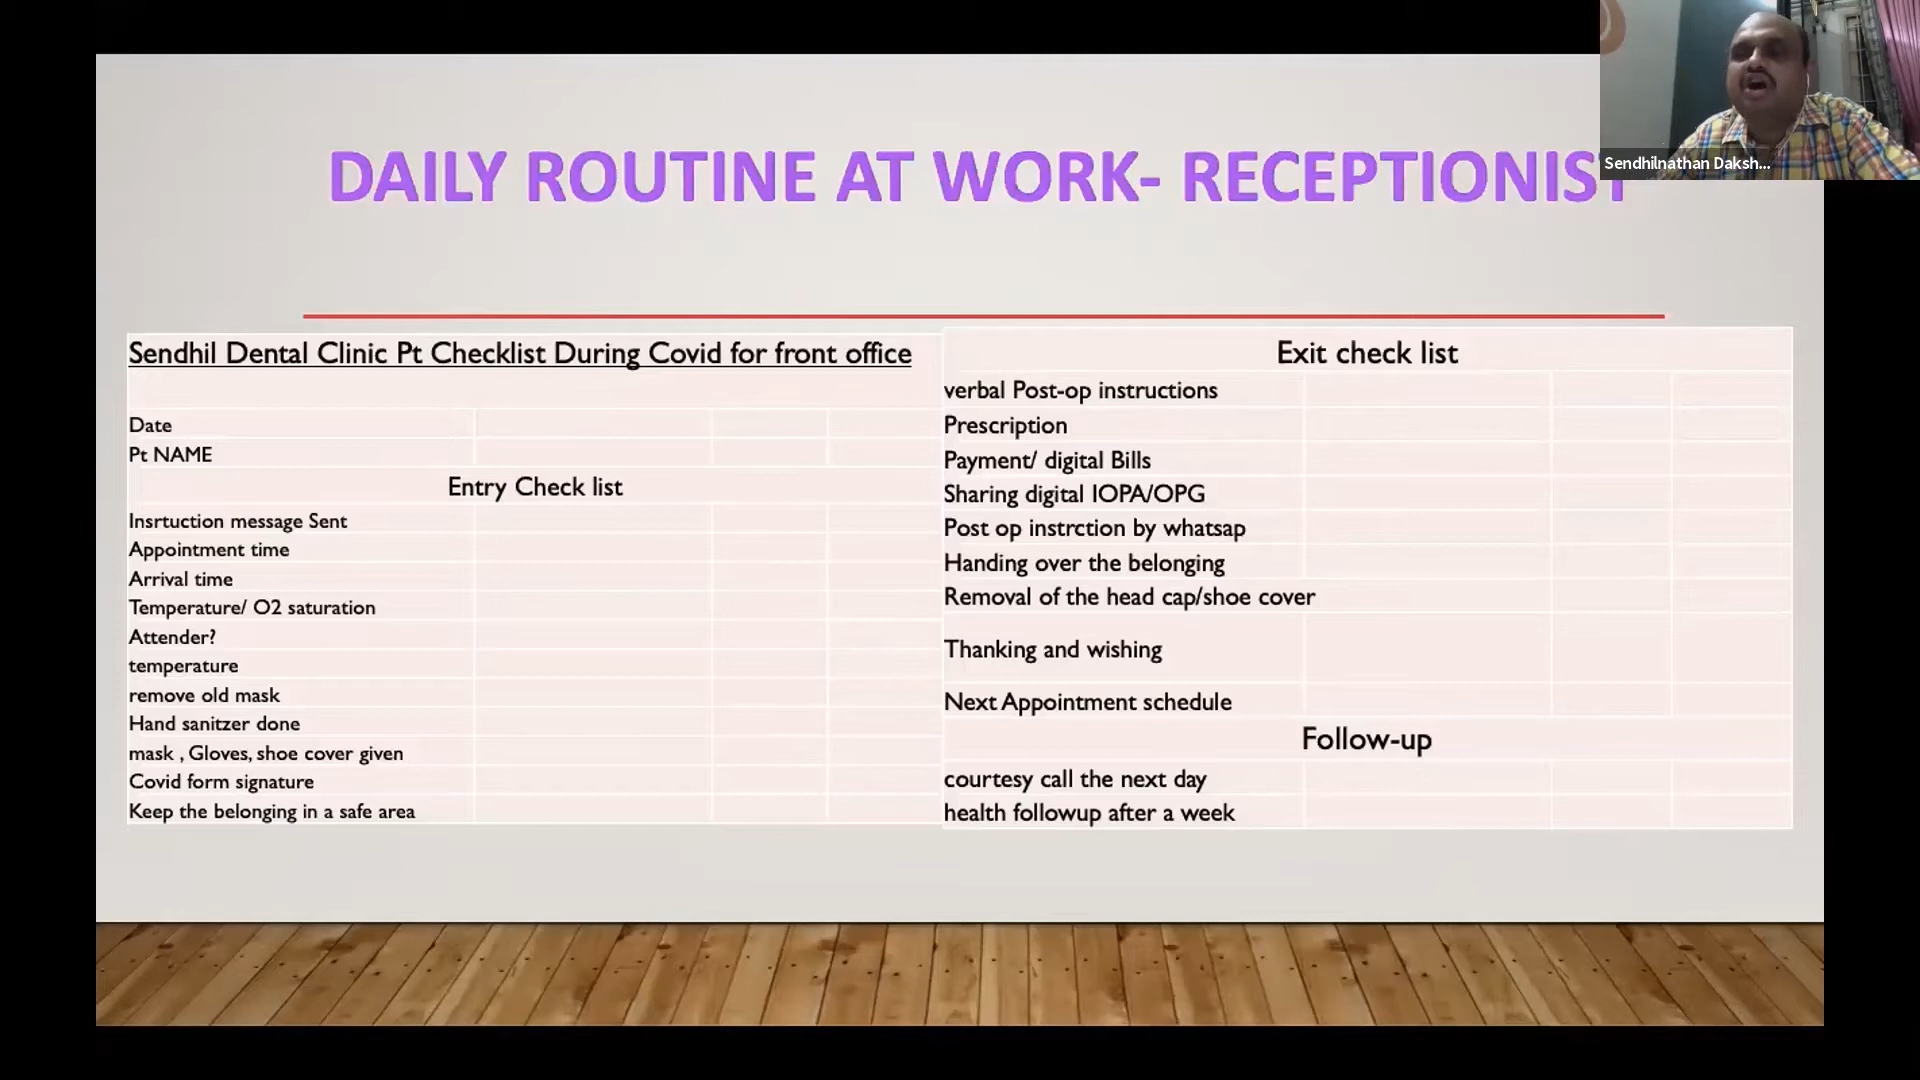 DAILY ROUTINE AT WORK- RECEPTIONIST
Sendhilnathan Daksh...
Sendhil Dental Clinic Pt Checklist During Covid for front office
Date
Pt NAME
Entry Check list
Insrtuction message Sent
Appointment time
Arrival time
Temperature/ O2 saturation
Attender?
temperature
remove old mask
Hand sanitzer done
mask , Gloves, shoe cover given
Covid form signature
Keep the belonging in a safe area
Exit check list
verbal Post-op instructions
Prescription
Payment/ digital Bills
Sharing digital IOPA/OPG
Post op instrction by whatsap
Handing over the belonging
Removal of the head cap/shoe cover
Thanking and wishing
Next Appointment schedule
Follow-up
courtesy call the next day
health followup after a week